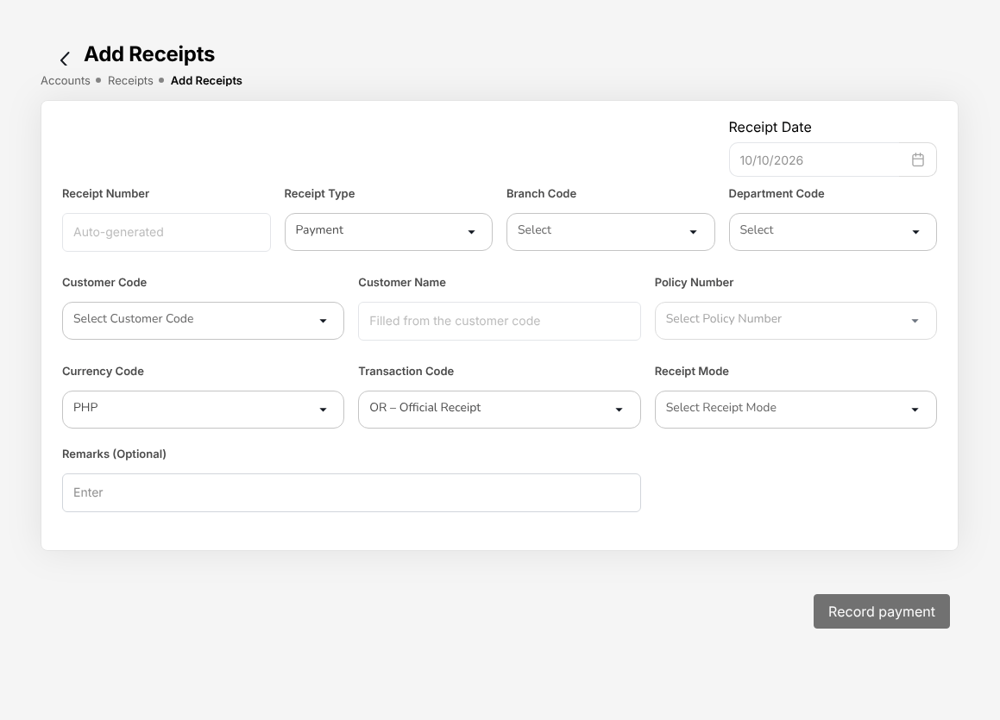 Add Receipts
Accounts • Receipts • Add Receipts
Receipt Date
10/10/2026
Receipt Number
Receipt Type
Branch Code
Department Code
Auto-generated
Payment
Select
Select
Customer Code
Customer Name
Policy Number
Select Customer Code
Filled from the customer code
Select Policy Number
Currency Code
Transaction Code
Receipt Mode
PHP
OR – Official Receipt
Select Receipt Mode
Remarks (Optional)
Enter
Record payment